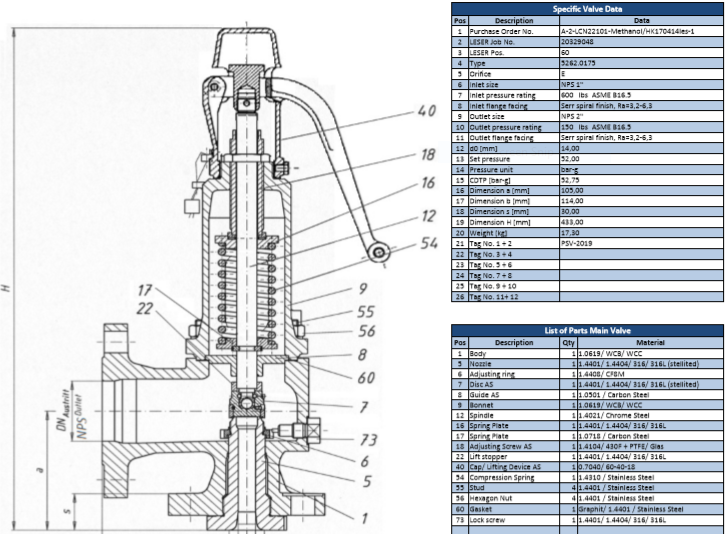 H
a
s
DN Austritt
NPS Outlet
17
22
40
18
16
12
54
9
55
56
8
60
7
73
6
5
1
Specific Valve Data
Pos Description Data
1 Purchase Order No. A-2-LCN22101-Methanol/HK170414les-1
2 LESER Job No. 20329048
3 LESER Pos. 60
4 Type 5262.0175
5 Orifice E
6 Inlet size NPS 1"
7 Inlet pressure rating 600 lbs ASME B16.5
8 Inlet flange facing Serr spiral finish, Ra=3,2-6,3
9 Outlet size NPS 2"
10 Outlet pressure rating 150 lbs ASME B16.5
11 Outlet flange facing Serr spiral finish, Ra=3,2-6,3
12 d0 [mm] 14,00
13 Set pressure 52,00
14 Pressure unit bar-g
15 CDTP [bar-g] 52,75
16 Dimension a [mm] 105,00
17 Dimension b [mm] 114,00
18 Dimension s [mm] 30,00
19 Dimension H [mm] 433,00
20 Weight [kg] 17,30
21 Tag No. 1 + 2 PSV-2019
22 Tag No. 3 + 4
23 Tag No. 5 + 6
24 Tag No. 7 + 8
25 Tag No. 9 + 10
26 Tag No. 11+ 12
List of Parts Main Valve
Pos Description Qty Material
1 Body 1 1.0619/ WCB/ WCC
5 Nozzle 1 1.4401/ 1.4404/ 316/ 316L (stellited)
6 Adjusting ring 1 1.4408/ CF8M
7 Disc AS 1 1.4401/ 1.4404/ 316/ 316L (stellited)
8 Guide AS 1 1.0501 / Carbon Steel
9 Bonnet 1 1.0619/ WCB/ WCC
12 Spindle 1 1.4021/ Chrome Steel
16 Spring Plate 1 1.4401/ 1.4404/ 316/ 316L
17 Spring Plate 1 1.0718 / Carbon Steel
18 Adjusting Screw AS 1 1.4104/ 430F + PTFE/ Glas
22 Lift stopper 1 1.4401/ 1.4404/ 316/ 316L
40 Cap/ Lifting Device AS 1 0.7040/ 60-40-18
54 Compression Spring 1 1.4310 / Stainless Steel
55 Stud 4 1.4401 / Stainless Steel
56 Hexagon Nut 4 1.4401 / Stainless Steel
60 Gasket 1 Graphit/ 1.4401 / Stainless Steel
73 Lock screw 1 1.4401/ 1.4404/ 316/ 316L